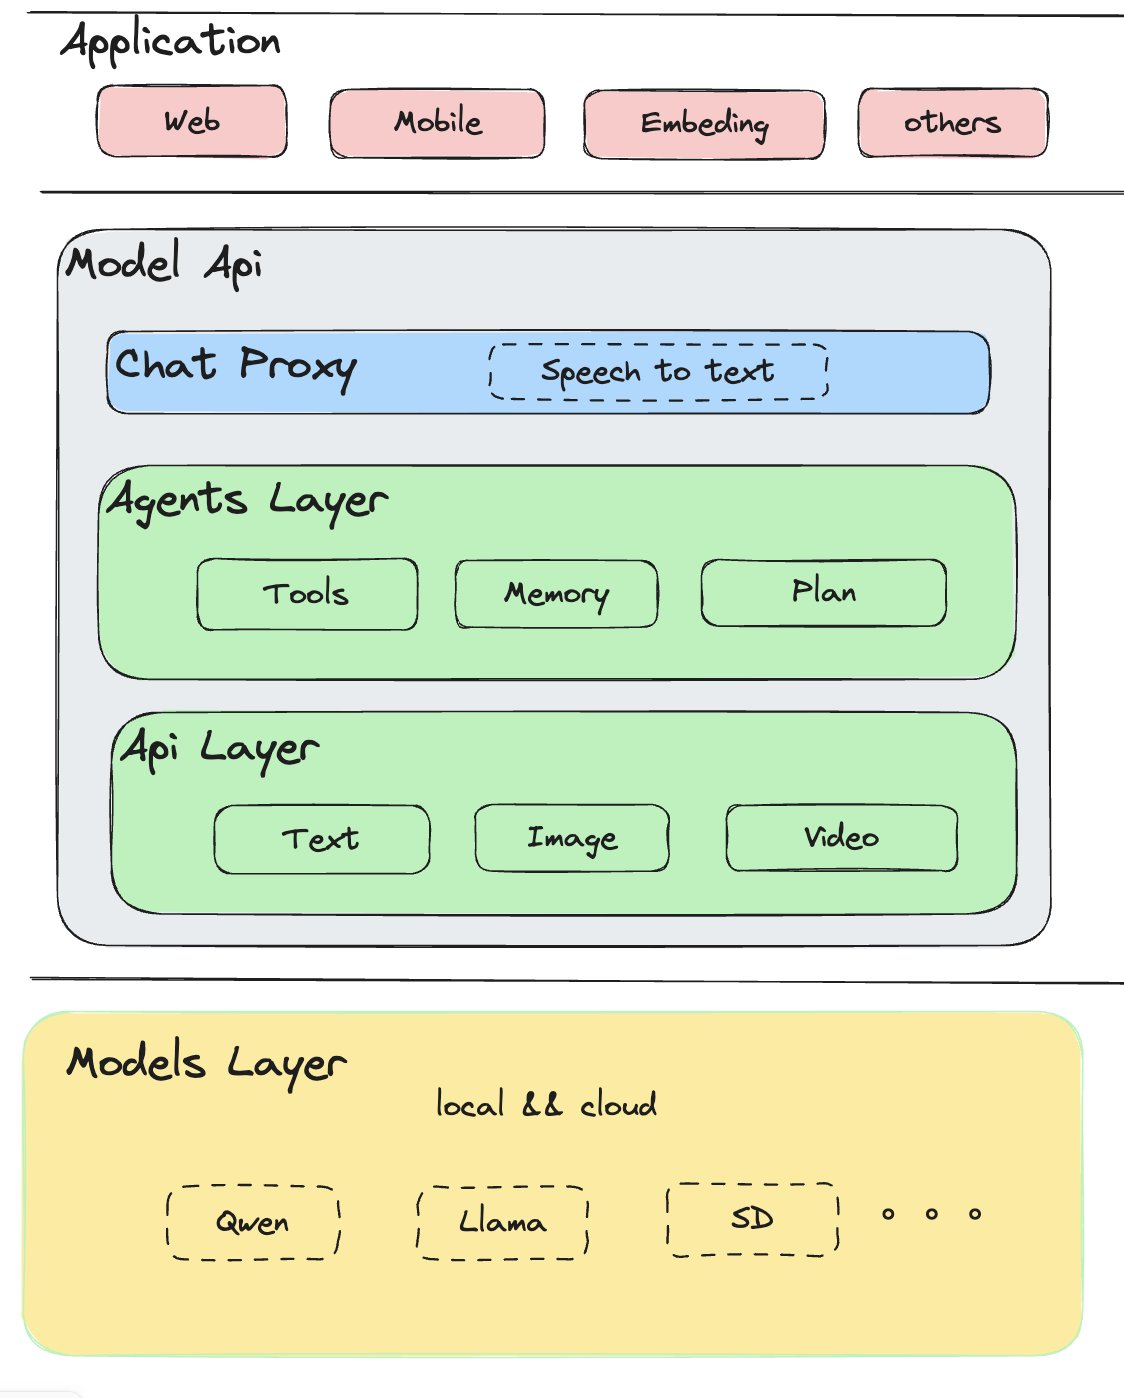 Application
Web
Mobile
Embeding
others
Model Api
Chat Proxy
Speech to text
Agents Layer
Tools
Memory
Plan
Api Layer
Text
Image
Video
Models Layer
local && cloud
Qwen
Llama
SD